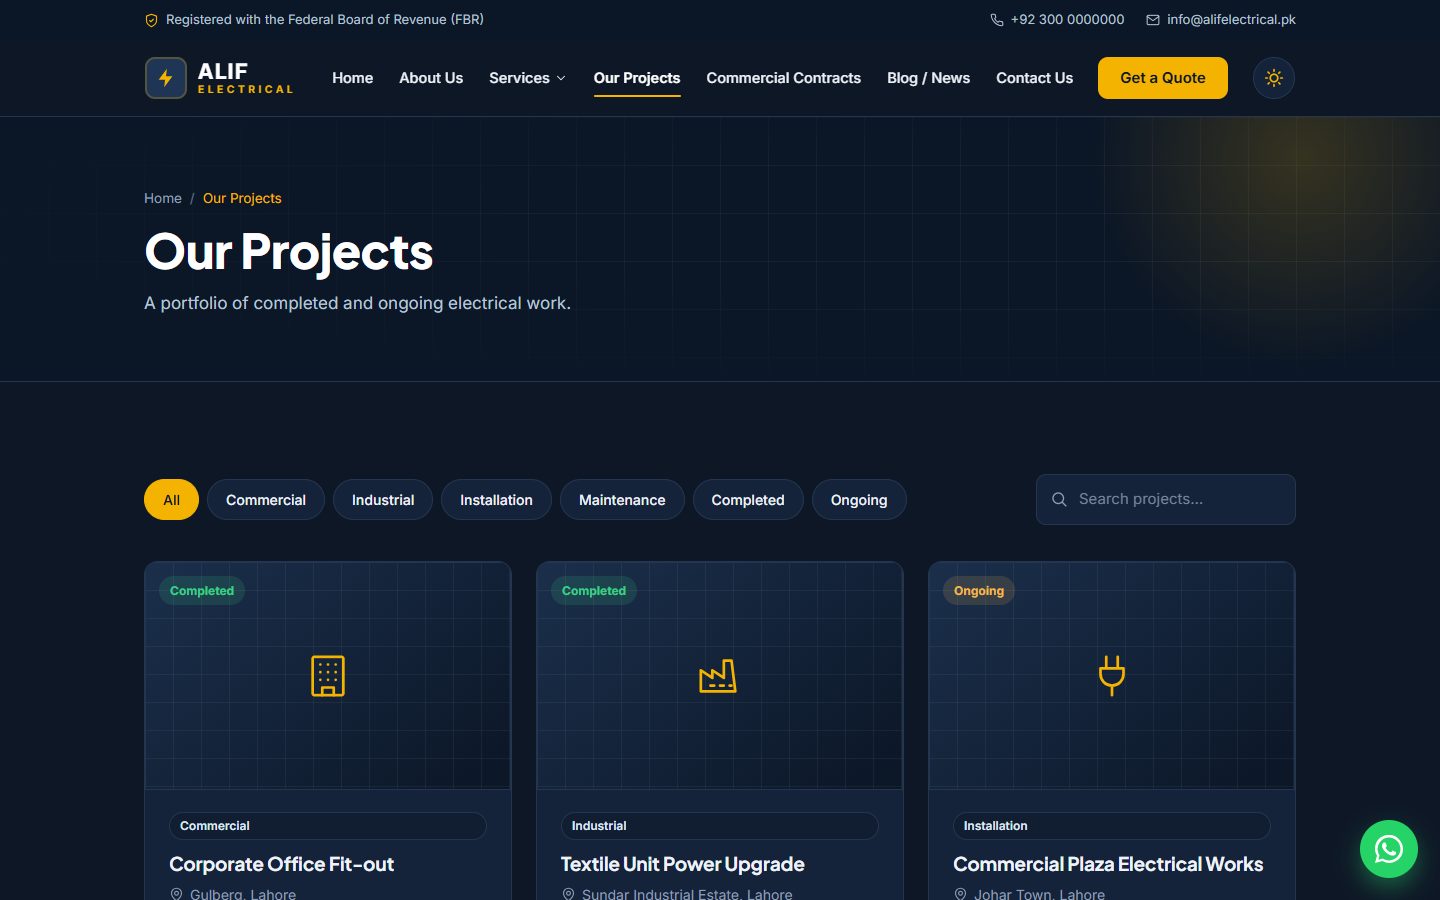 Registered with the Federal Board of Revenue (FBR)
+92 300 0000000
info@alifelectrical.pk
ALIF
ELECTRICAL
Home
About Us
Services
Our Projects
Commercial Contracts
Blog / News
Contact Us
Get a Quote
Home / Our Projects
Our Projects
A portfolio of completed and ongoing electrical work.
All
Commercial
Industrial
Installation
Maintenance
Completed
Ongoing
Search projects...
Completed
Completed
Ongoing
Commercial
Corporate Office Fit-out
Gulberg, Lahore
Industrial
Textile Unit Power Upgrade
Sundar Industrial Estate, Lahore
Installation
Commercial Plaza Electrical Works
Johar Town, Lahore